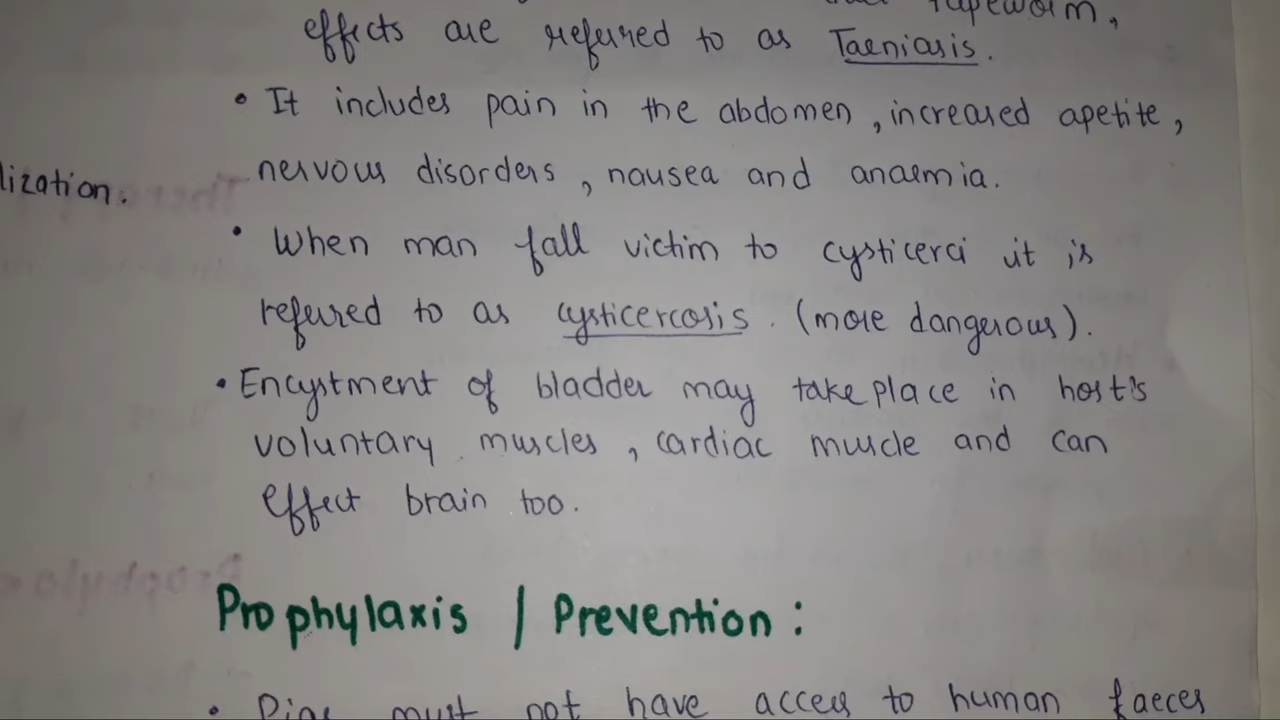 tapeworm,
effects are referred to as Taeniasis.
• It includes pain in the abdomen, increased apetite,
nervous disorders, nausea and anaemia.
lization.
• When man fall victim to cysticerci it is
referred to as cysticercosis. (more dangerous).
• Encystment of bladder may take place in host's
voluntary muscles, cardiac muscle and can
effect brain too.
Prophylaxis / Prevention:
• Pigs must not have access to human faeces